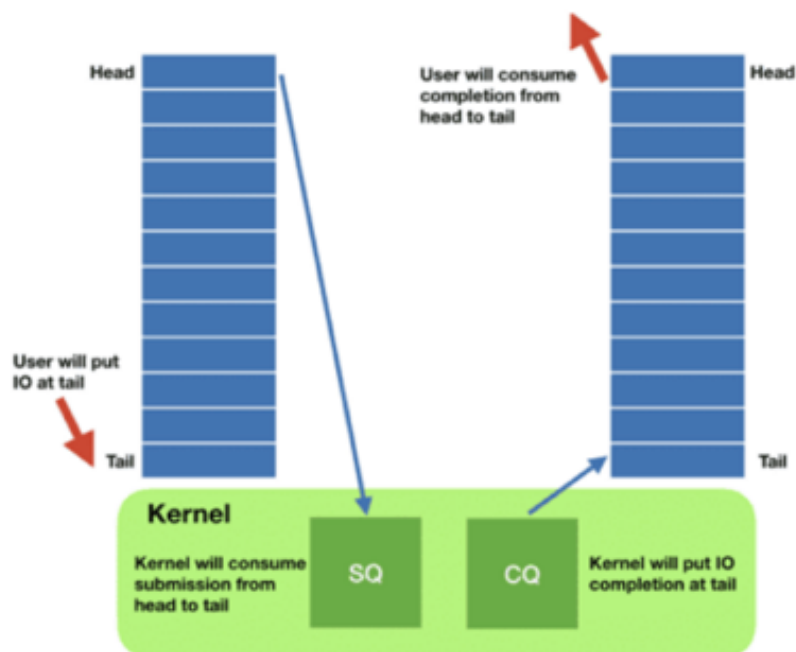 Head
User will consume
completion from
head to tail
Head
User will put
IO at tail
Tail
Tail
Kernel
Kernel will consume
submission from
head to tail
SQ
CQ
Kernel will put IO
completion at tail